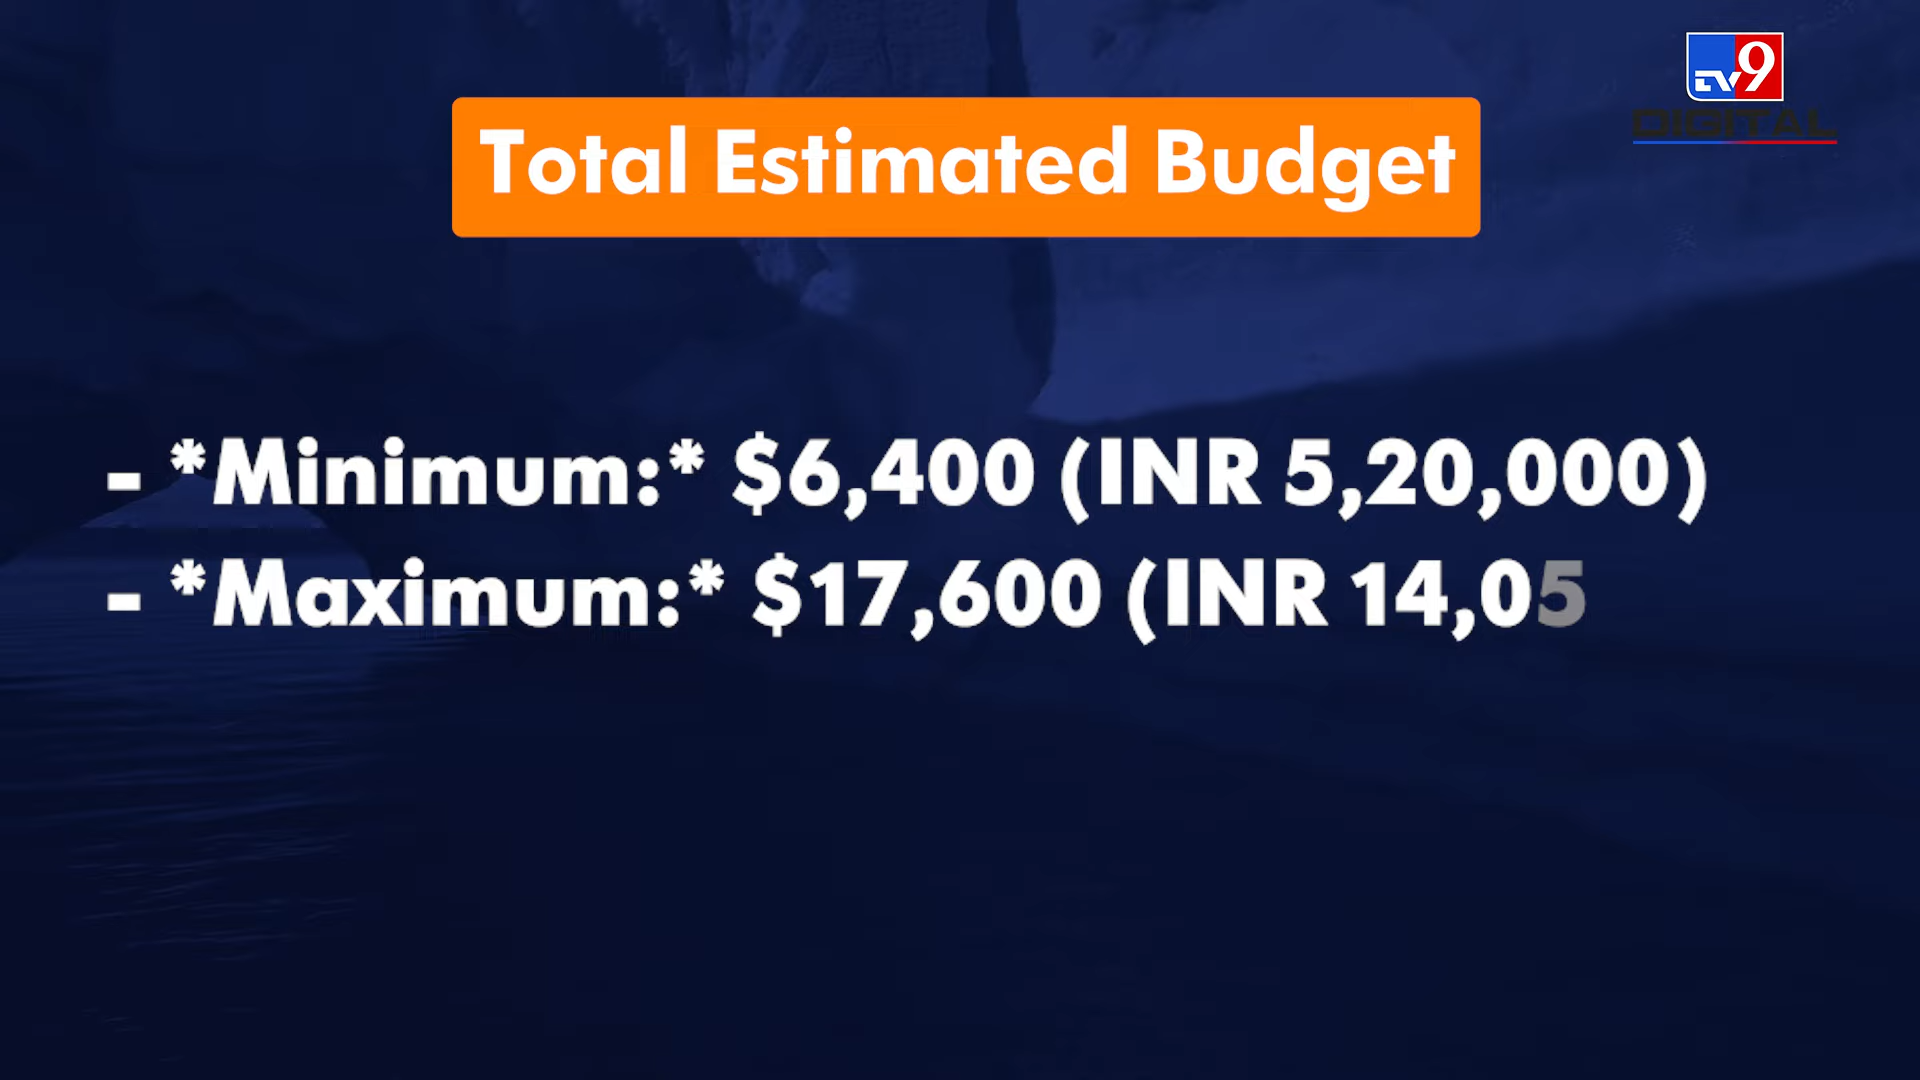 TV9
DIGITAL
Total Estimated Budget
- *Minimum:* $6,400 (INR 5,20,000)
- *Maximum:* $17,600 (INR 14,05